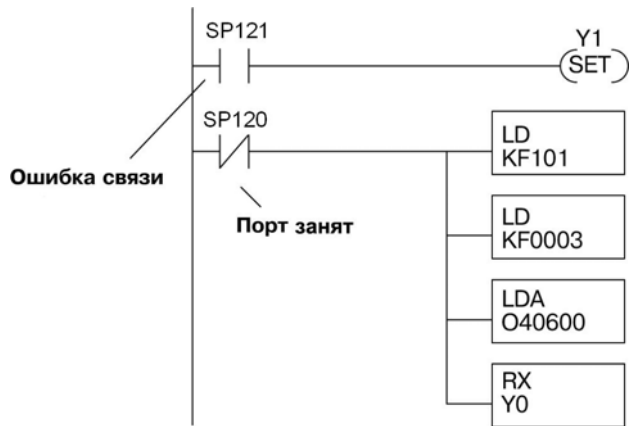 SP121
Y1
SET
SP120
Ошибка связи
Порт занят
LD
KF101
LD
KF0003
LDA
O40600
RX
Y0